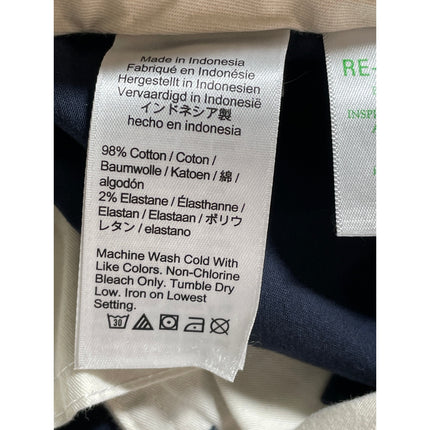 Made in Indonesia
Fabriqué en Indonésie
Hergestellt in Indonesien
Vervaardigd in Indonesië
インドネシア製
hecho en indonesia
98% Cotton / Coton /
Baumwolle / Katoen / 綿 /
algodón
2% Elastane / Élasthanne /
Elastan / Elastaan / ポリウ
レタン / elastano
Machine Wash Cold With
Like Colors. Non-Chlorine
Bleach Only. Tumble Dry
Low. Iron on Lowest
Setting.
30
RE-
INSP